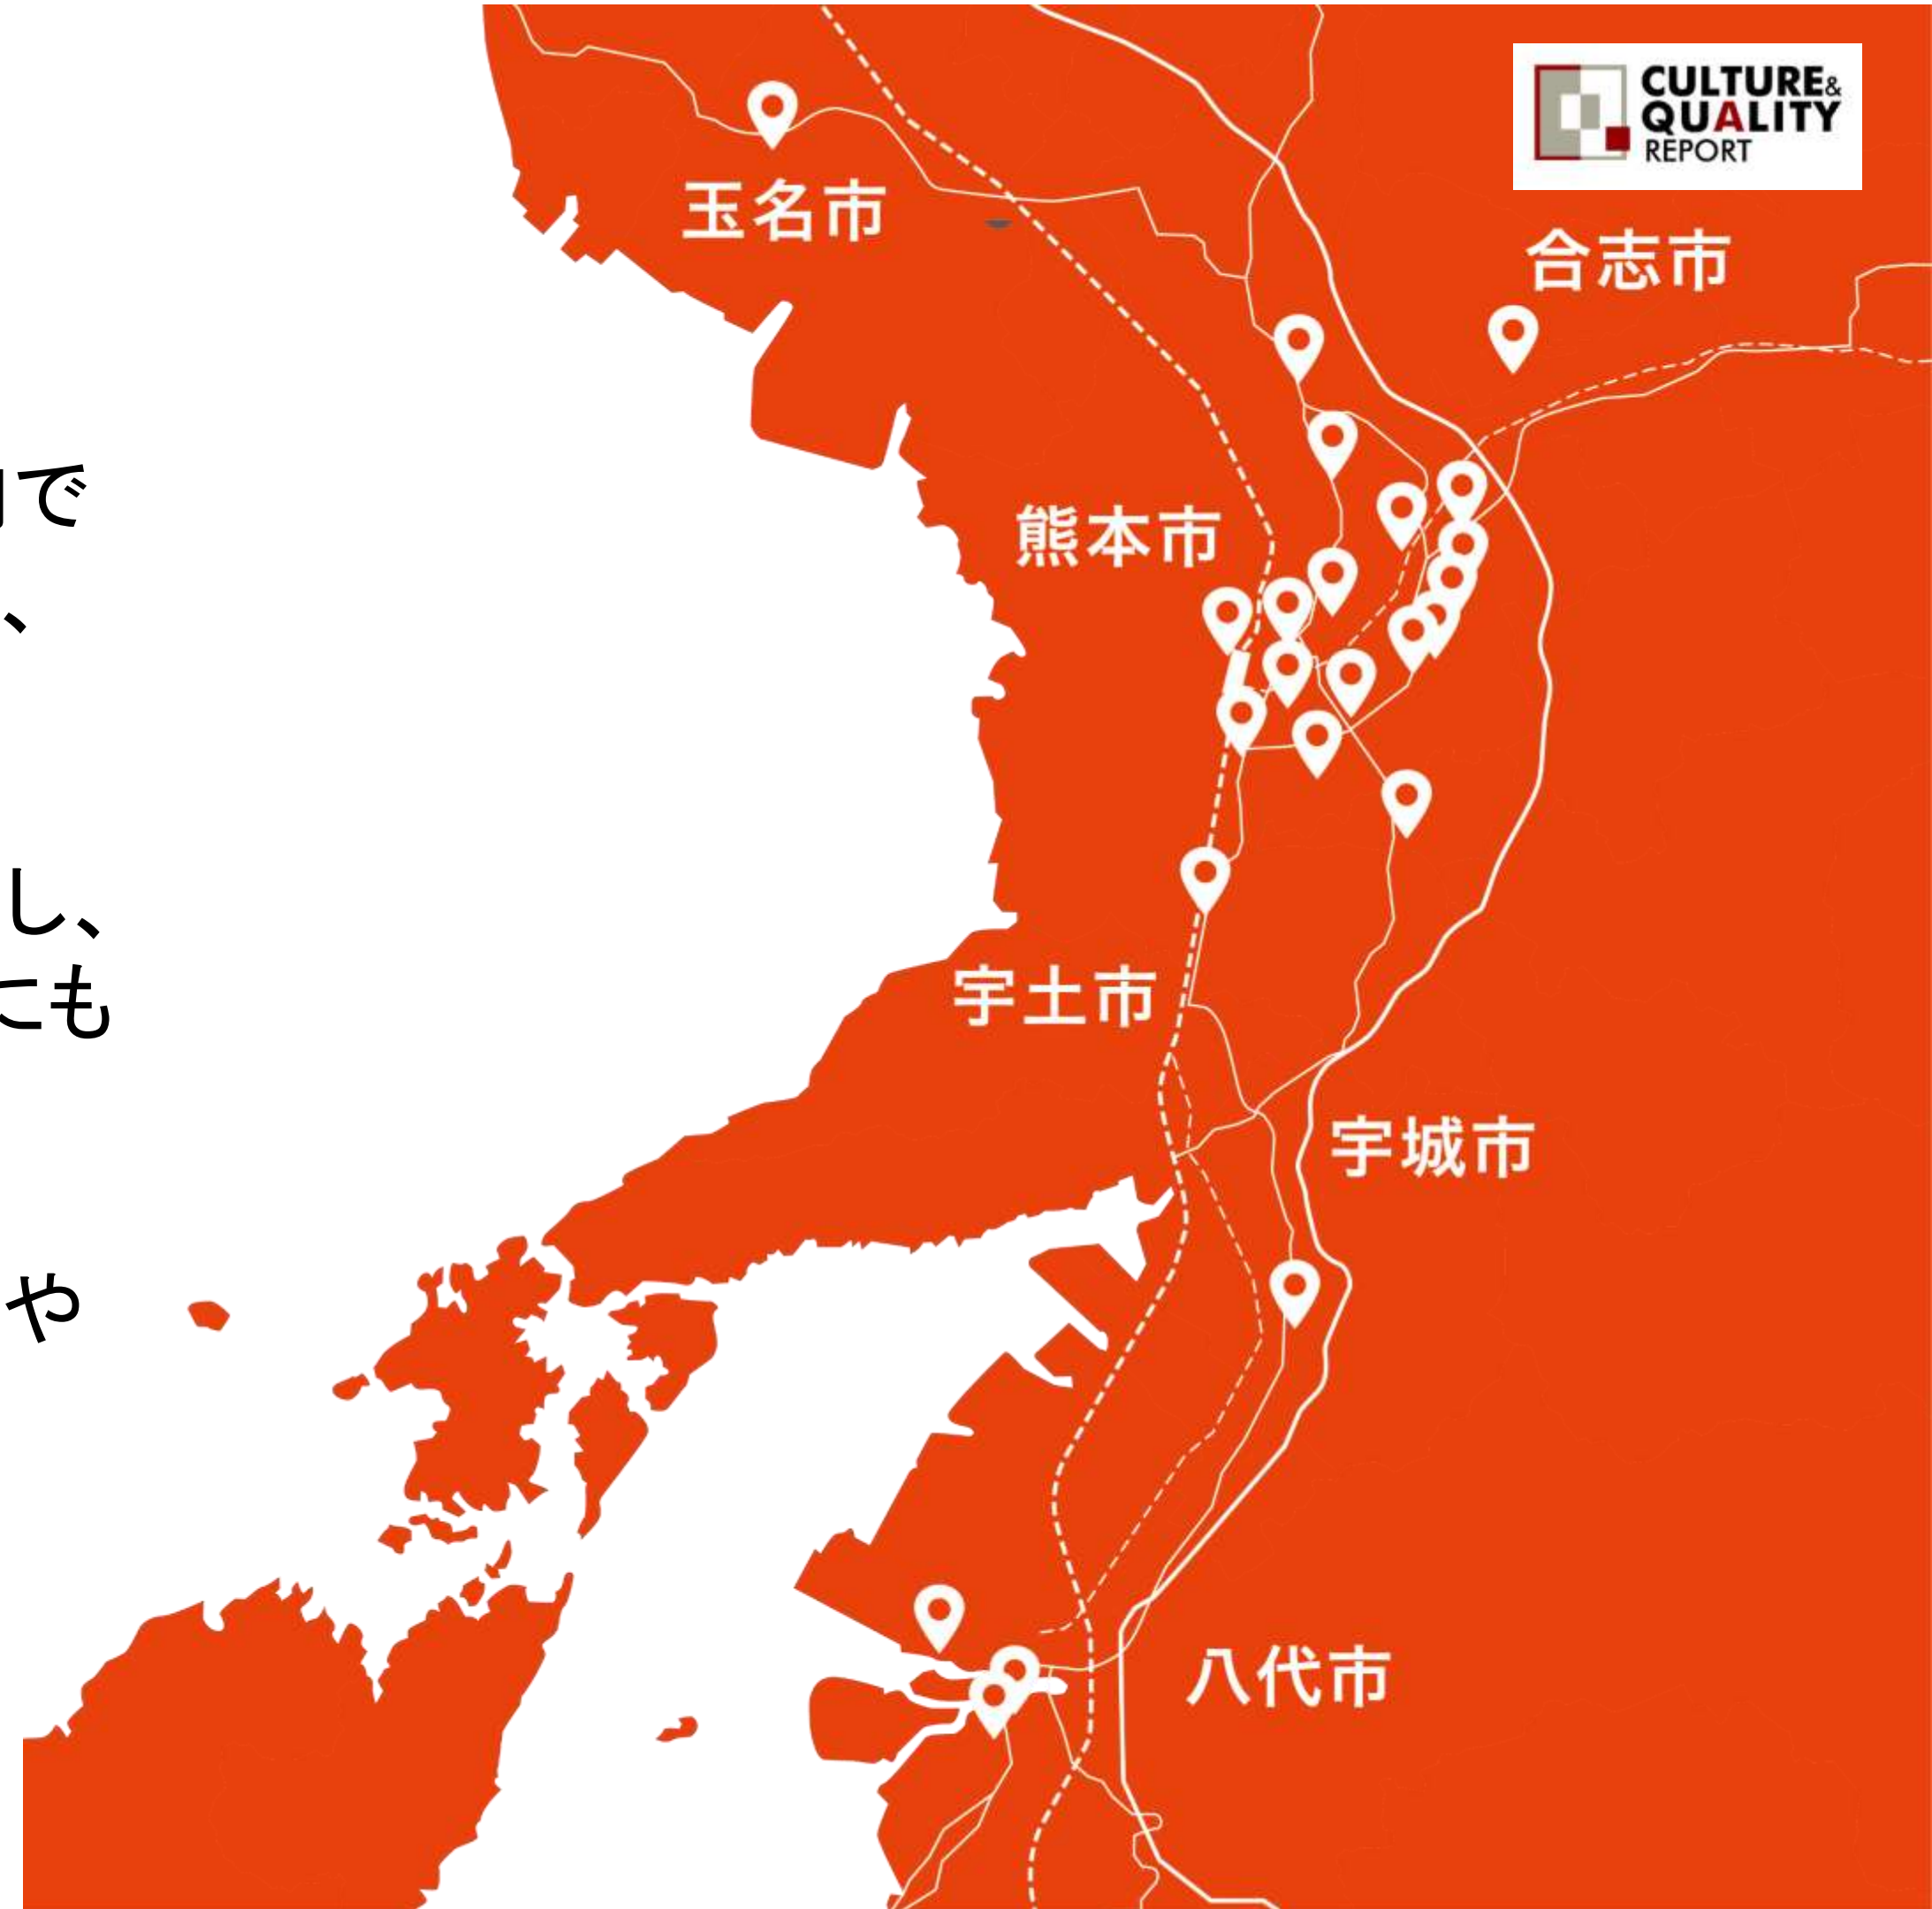 CULTURE&
QUALITY
REPORT
玉名市
合志市
で
熊本市
、
し、
にも
宇土市
宇城市
や
八代市